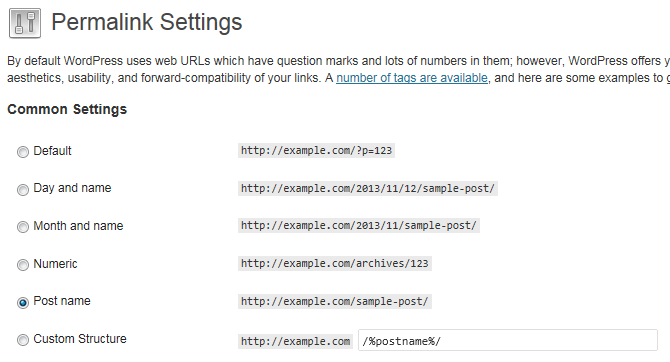 Permalink Settings
By default WordPress uses web URLs which have question marks and lots of numbers in them; however, WordPress offers
aesthetics, usability, and forward-compatibility of your links. A number of tags are available, and here are some examples to
Common Settings
Default http://example.com/?p=123
Day and name http://example.com/2013/11/12/sample-post/
Month and name http://example.com/2013/11/sample-post/
Numeric http://example.com/archives/123
Post name http://example.com/sample-post/
Custom Structure http://example.com /%postname%/